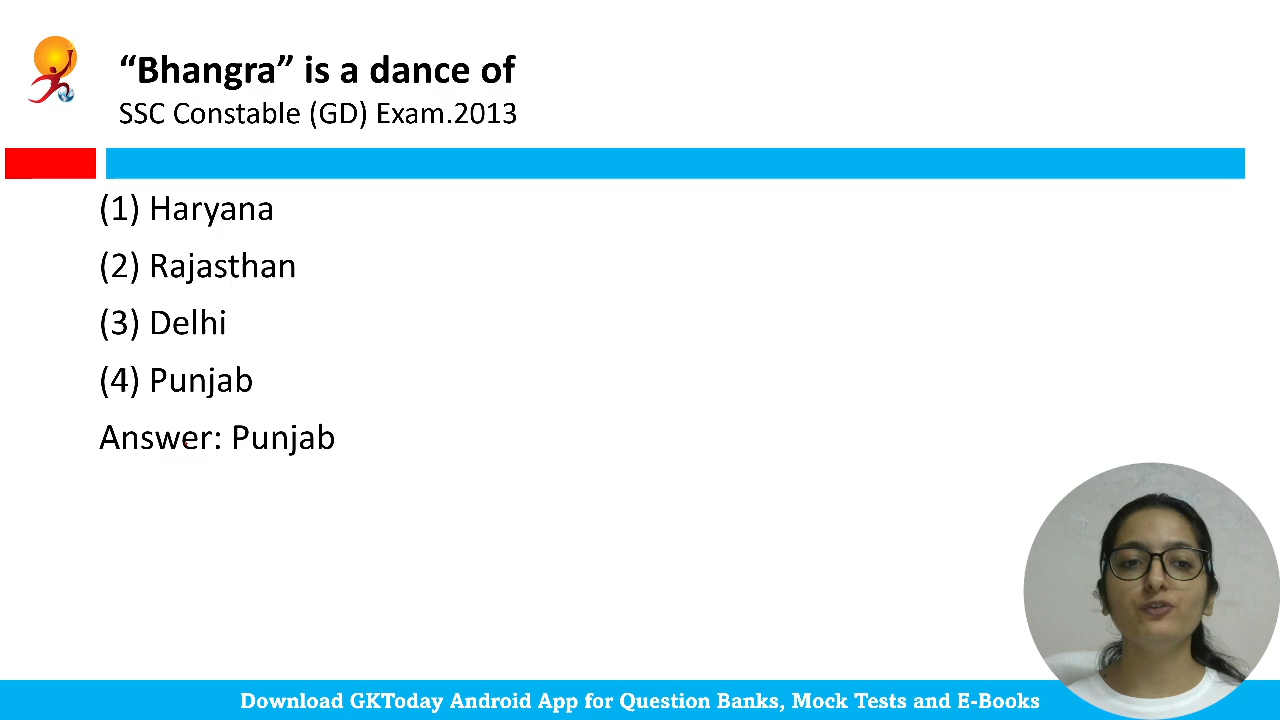 “Bhangra” is a dance of
SSC Constable (GD) Exam.2013
(1) Haryana
(2) Rajasthan
(3) Delhi
(4) Punjab
Answer: Punjab
Download GKToday Android App for Question Banks, Mock Tests and E-Books